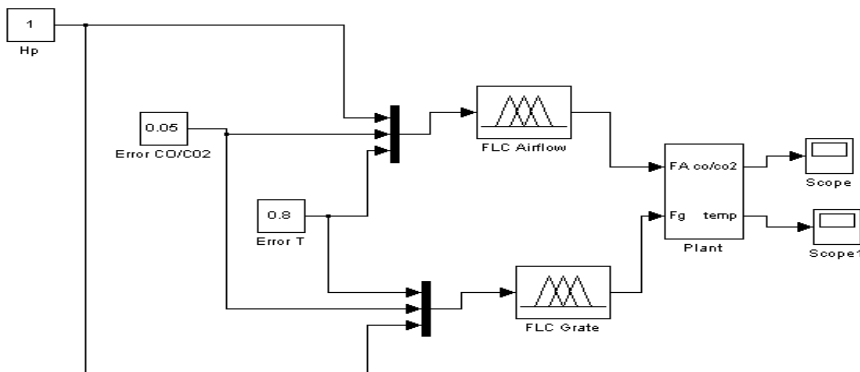 1
Hp
0.05
Error CO/C02
0.8
Error T
FLC Airflow
FLC Grate
FA co/co2
Fg temp
Plant
Scope
Scope1